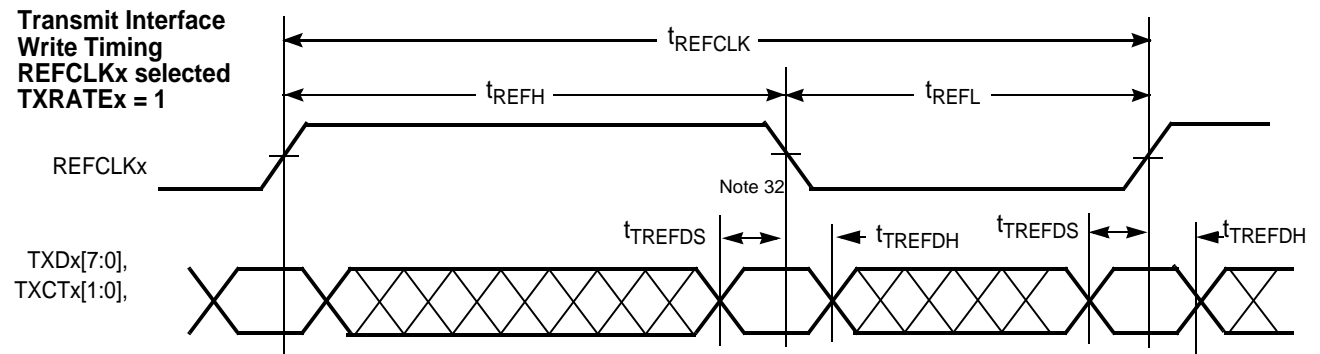 Transmit Interface
Write Timing
REFCLKx selected
TXRATEx = 1
tREFCLK
tREFH
tREFL
REFCLKx
Note 32
tTREFDS
tTREFDH
tTREFDS
tTREFDH
TXDx[7:0],
TXCTx[1:0],